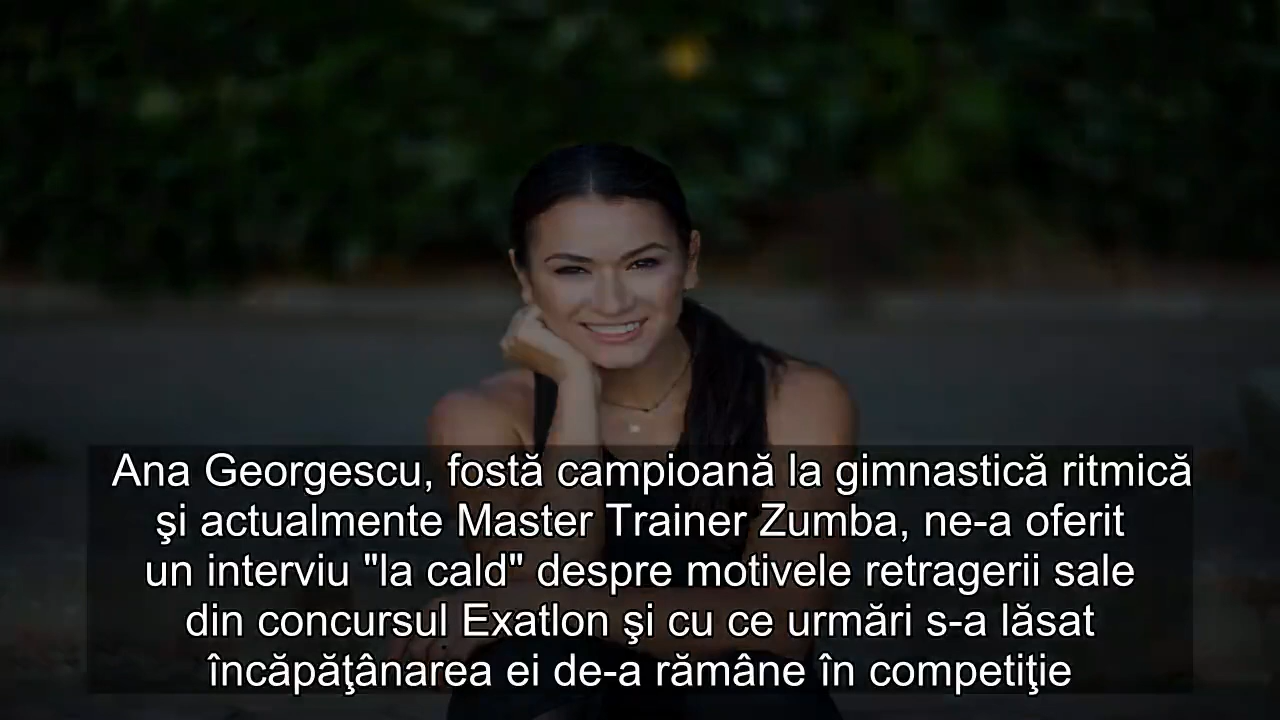 Ana Georgescu, fostă campioană la gimnastică ritmică
şi actualmente Master Trainer Zumba, ne-a oferit
un interviu "la cald" despre motivele retragerii sale
din concursul Exatlon şi cu ce urmări s-a lăsat
încăpăţânarea ei de-a rămâne în competiţie